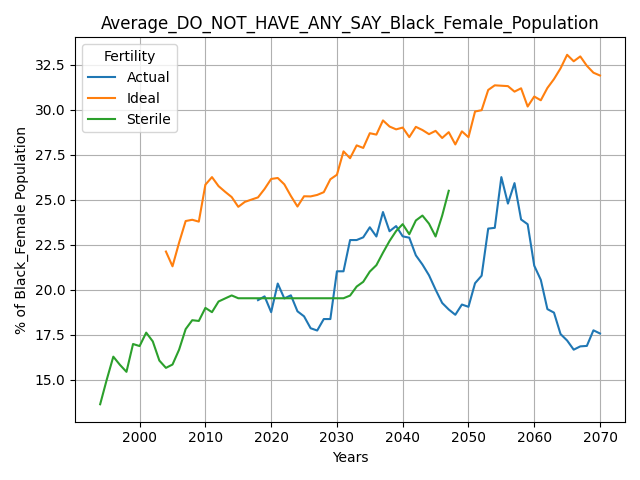 Average_DO_NOT_HAVE_ANY_SAY_Black_Female_Population
Fertility
Actual
Ideal
Sterile
% of Black_Female Population
32.5
30.0
27.5
25.0
22.5
20.0
17.5
15.0
2000 2010 2020 2030 2040 2050 2060 2070
Years